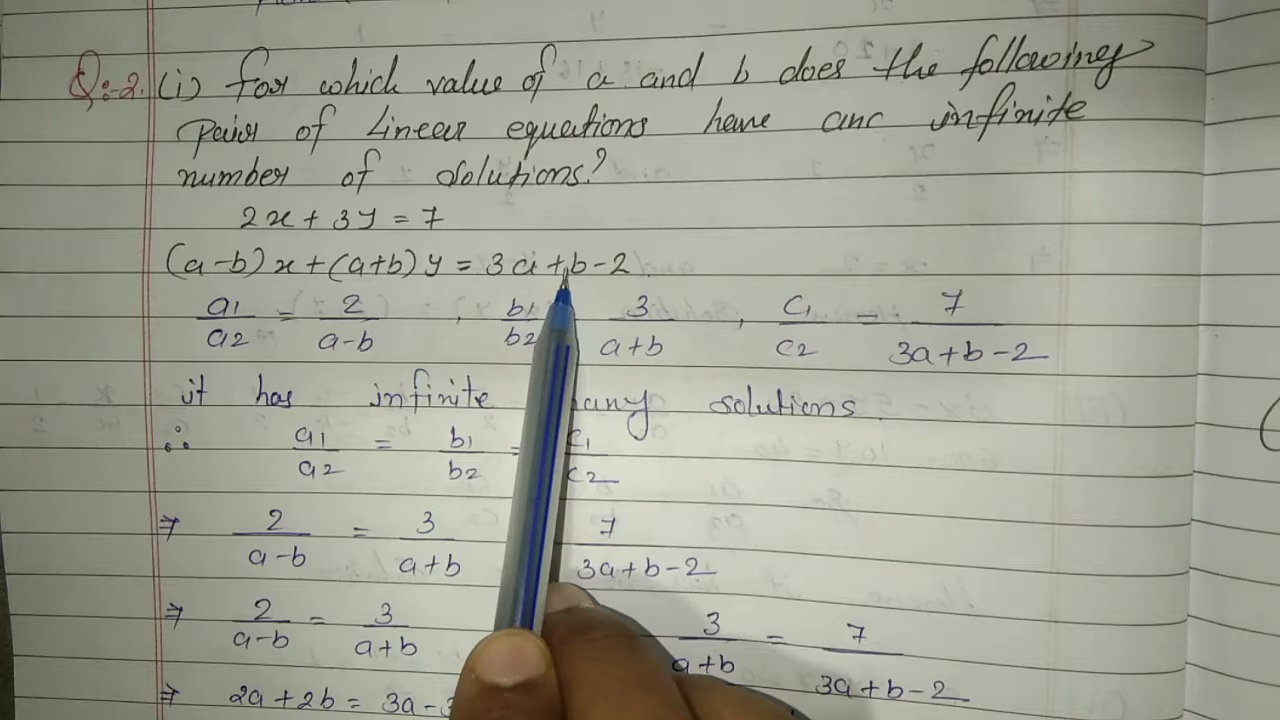 Q:-2. (i) For which value of a and b does the following
pair of Linear equations have an infinite
number of solutions?
2x + 3y = 7
(a-b) x + (a+b) y = 3a + b - 2
a1/a2 = 2/a-b , b1/b2 3/a+b , C1/C2 = 7/3a+b-2
it has infinite many solutions
∴ a1/a2 = b1/b2 = C1/C2
⇒ 2/a-b = 3/a+b 7/3a+b-2
⇒ 2/a-b = 3/a+b 3/a+b = 7/3a+b-2
⇒ 2a+2b = 3a-3